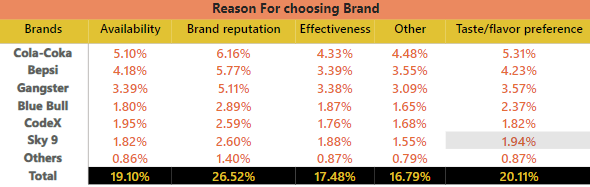 Reason For choosing Brand
Brands Availability Brand reputation Effectiveness Other Taste/flavor preference
Cola-Coka 5.10% 6.16% 4.33% 4.48% 5.31%
Bepsi 4.18% 5.77% 3.39% 3.55% 4.23%
Gangster 3.39% 5.11% 3.38% 3.09% 3.57%
Blue Bull 1.80% 2.89% 1.87% 1.65% 2.37%
CodeX 1.95% 2.59% 1.76% 1.68% 1.82%
Sky 9 1.82% 2.60% 1.88% 1.55% 1.94%
Others 0.86% 1.40% 0.87% 0.79% 0.87%
Total 19.10% 26.52% 17.48% 16.79% 20.11%